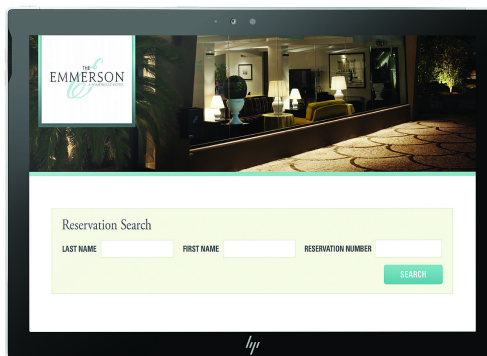 THE
EMMERSON
Reservation Search
LAST NAME
FIRST NAME
RESERVATION NUMBER
SEARCH
hp